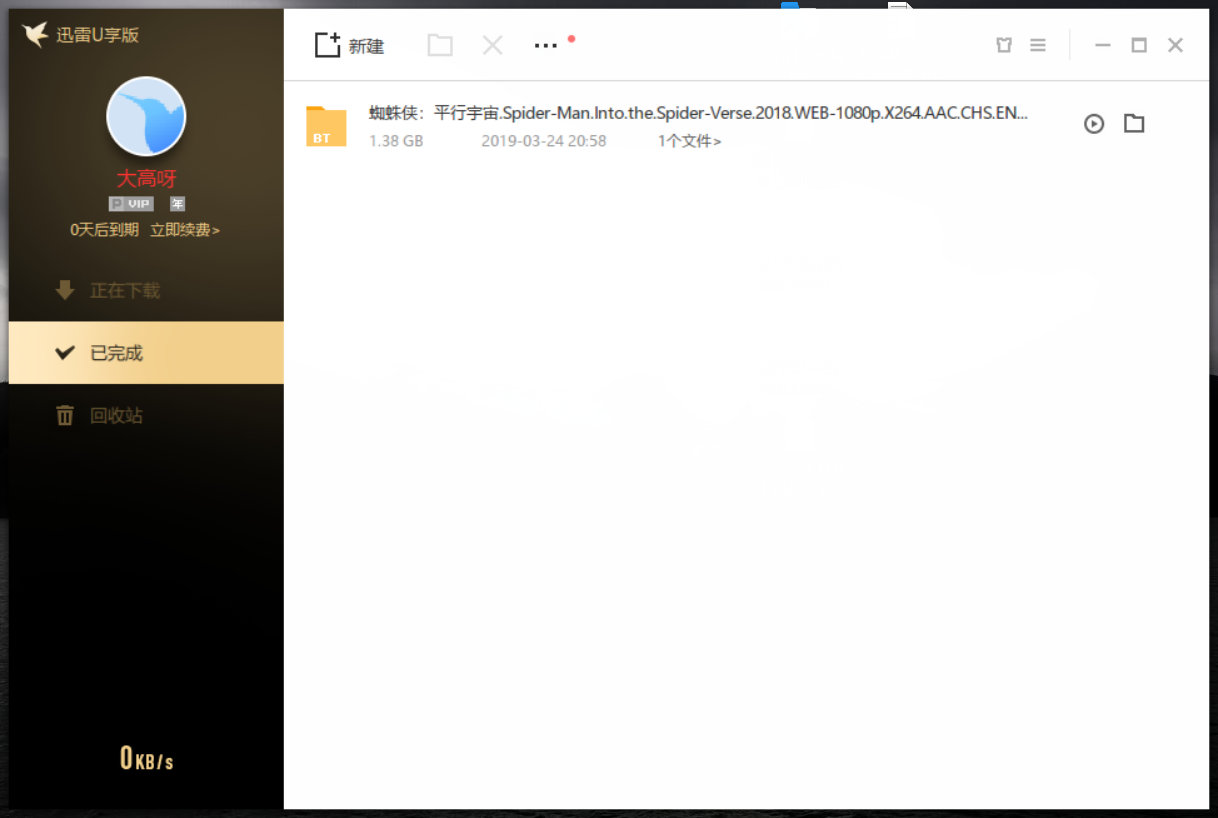 迅雷U享版
大高呀
P VIP 年
0天后到期 立即续费>
正在下载
已完成
回收站
0KB/s
新建
蜘蛛侠：平行宇宙.Spider-Man.Into.the.Spider-Verse.2018.WEB-1080p.X264.AAC.CHS.EN...
BT
1.38 GB 2019-03-24 20:58 1个文件>